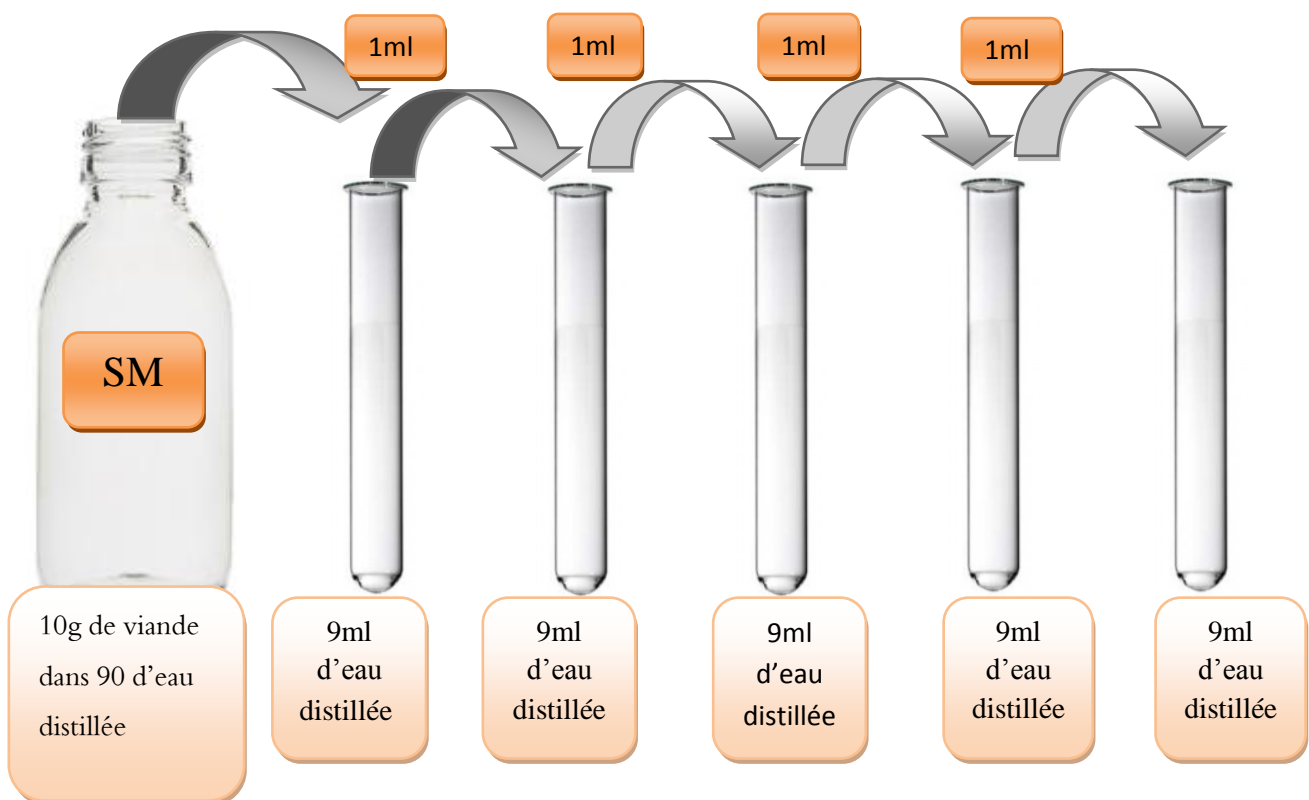 1ml
1ml
1ml
1ml
SM
10g de viande
dans 90 d’eau
distillée
9ml
d’eau
distillée
9ml
d’eau
distillée
9ml
d’eau
distillée
9ml
d’eau
distillée
9ml
d’eau
distillée